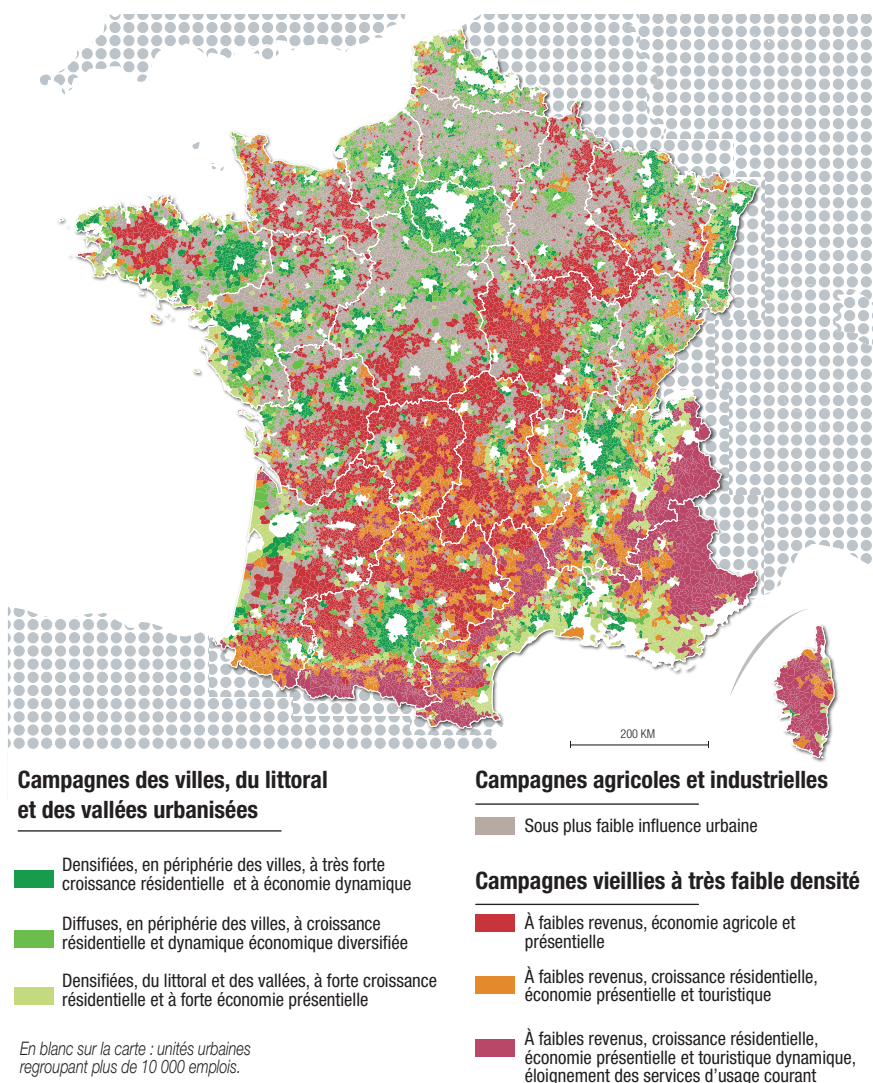 200 KM
Campagnes des villes, du littoral
et des vallées urbanisées
Densifiées, en périphérie des villes, à très forte
croissance résidentielle et à économie dynamique
Diffuses, en périphérie des villes, à croissance
résidentielle et dynamique économique diversifiée
Densifiées, du littoral et des vallées, à forte croissance
résidentielle et à forte économie présentielle
En blanc sur la carte : unités urbaines
regroupant plus de 10 000 emplois.
Campagnes agricoles et industrielles
Sous plus faible influence urbaine
Campagnes vieillies à très faible densité
À faibles revenus, économie agricole et
présentielle
À faibles revenus, croissance résidentielle,
économie présentielle et touristique
À faibles revenus, croissance résidentielle,
économie présentielle et touristique dynamique,
éloignement des services d'usage courant